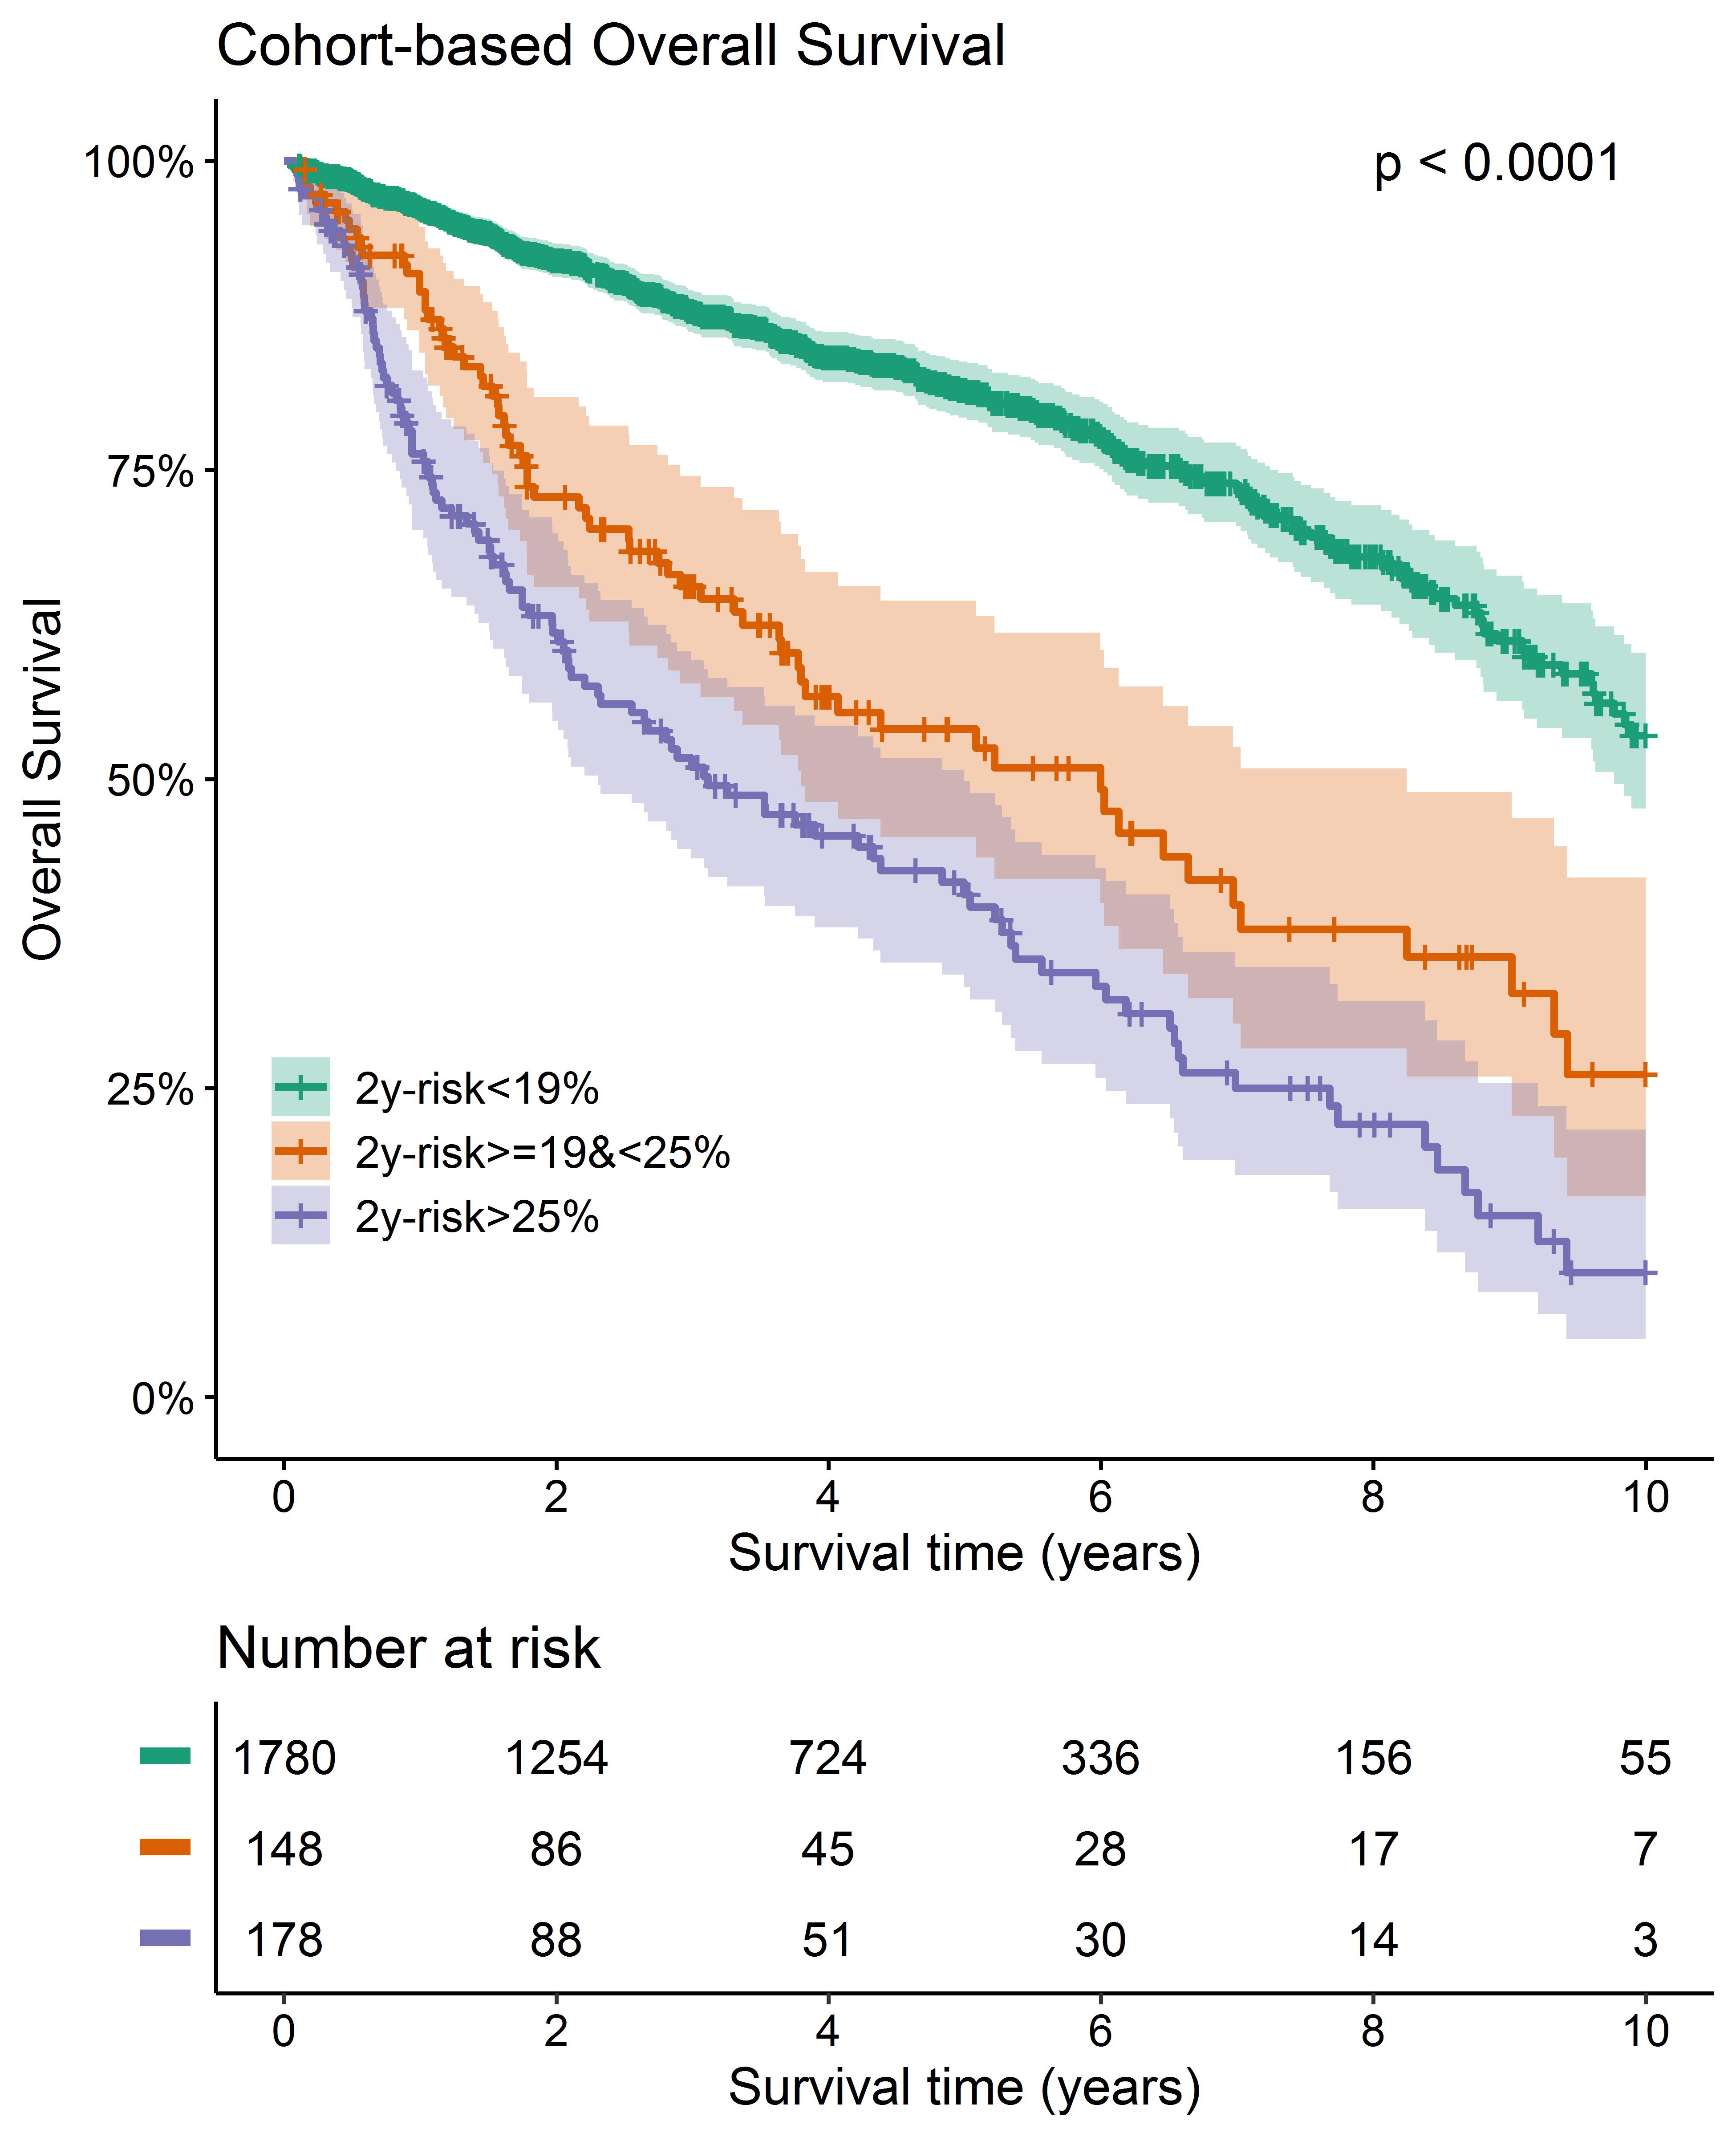 Cohort-based Overall Survival
p < 0.0001
100%
75%
50%
25%
0%
Overall Survival
2y-risk<19%
2y-risk>=19&<25%
2y-risk>25%
0 2 4 6 8 10
Survival time (years)
Number at risk
1780 1254 724 336 156 55
148 86 45 28 17 7
178 88 51 30 14 3
0 2 4 6 8 10
Survival time (years)